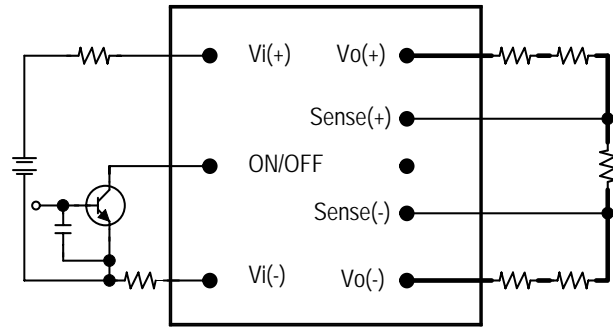 Vi(+) Vo(+)
Sense(+)
ON/OFF
Sense(-)
Vi(-) Vo(-)